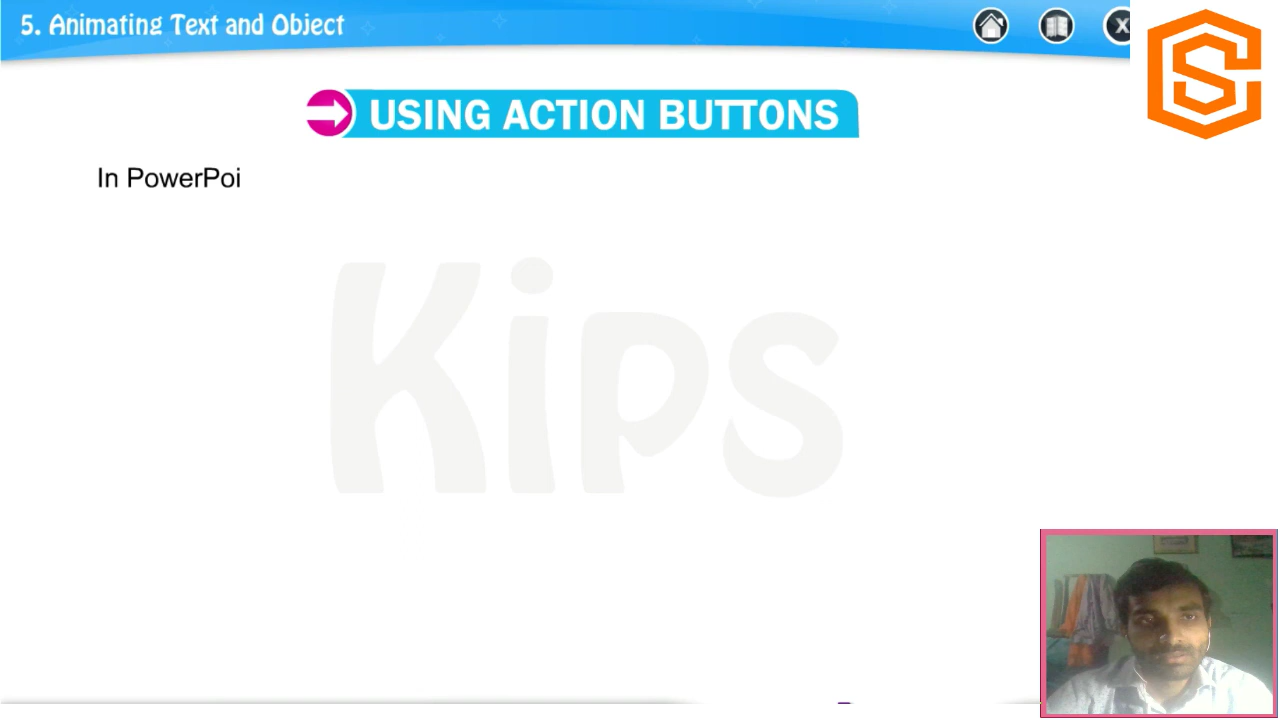 5. Animating Text and Object
X
USING ACTION BUTTONS
In PowerPoi
Kips